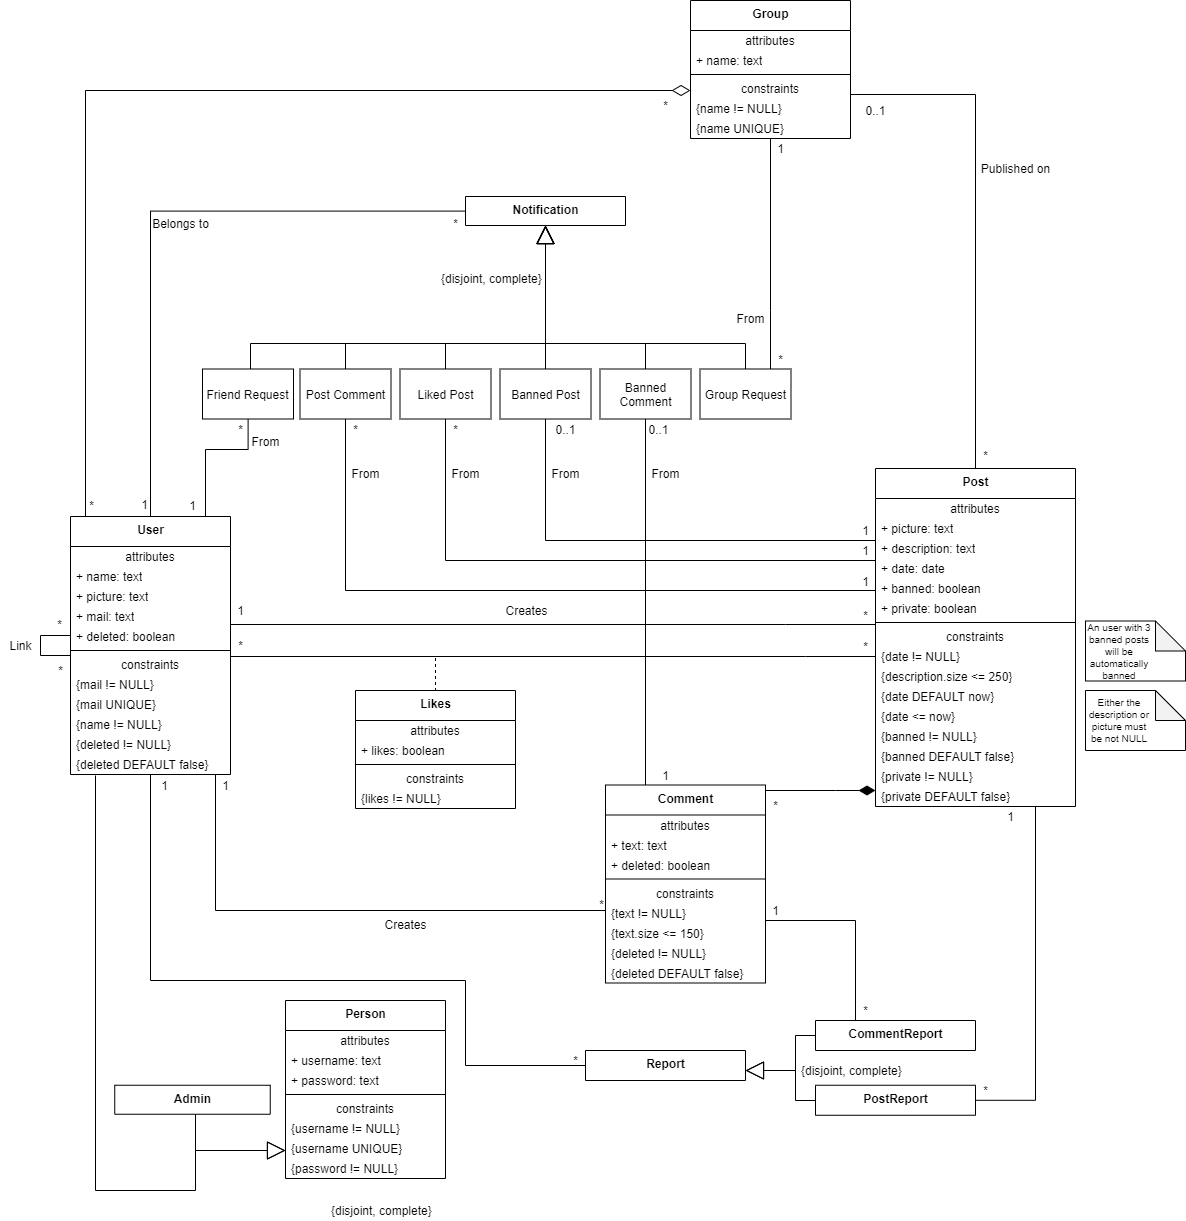 Group
attributes
+ name: text
constraints
{name != NULL}
{name UNIQUE}
*
0..1
1
Published on
Notification
Belongs to
*
{disjoint, complete}
From
*
Friend Request
Post Comment
Liked Post
Banned Post
Banned
Comment
Group Request
*
From
*
From
*
From
0..1
From
0..1
From
*
*
1
1
User
attributes
+ name: text
+ picture: text
+ mail: text
+ deleted: boolean
constraints
{mail != NULL}
{mail UNIQUE}
{name != NULL}
{deleted != NULL}
{deleted DEFAULT false}
Link
*
*
Post
attributes
+ picture: text
+ description: text
+ date: date
+ banned: boolean
+ private: boolean
constraints
{date != NULL}
{description.size <= 250}
{date DEFAULT now}
{date <= now}
{banned != NULL}
{banned DEFAULT false}
{private != NULL}
{private DEFAULT false}
1
1
1
1
Creates
*
*
*
An user with 3
banned posts
will be
automatically
banned
Either the
description or
picture must
be not NULL
Likes
attributes
+ likes: boolean
constraints
{likes != NULL}
1
1
1
*
1
Comment
attributes
+ text: text
+ deleted: boolean
constraints
{text != NULL}
{text.size <= 150}
{deleted != NULL}
{deleted DEFAULT false}
*
Creates
1
*
Person
attributes
+ username: text
+ password: text
constraints
{username != NULL}
{username UNIQUE}
{password != NULL}
Admin
*
Report
CommentReport
{disjoint, complete}
PostReport
*
{disjoint, complete}